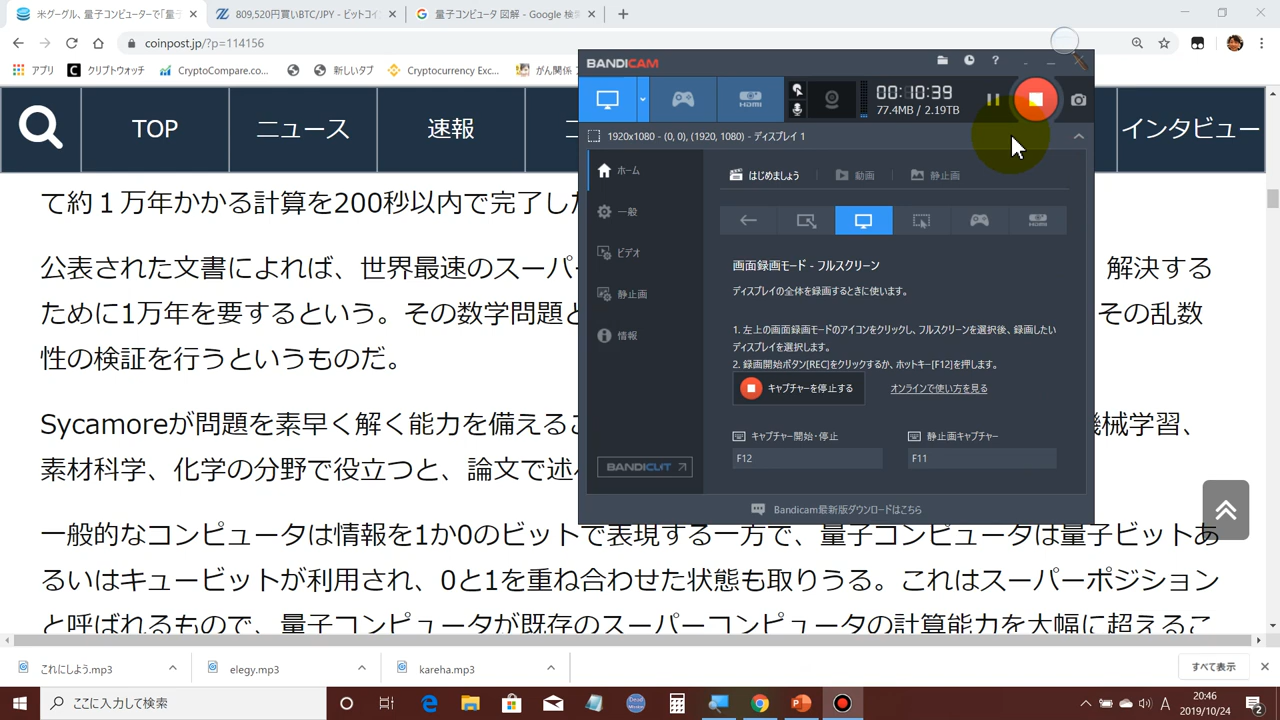 米グーグル、量子コンピューターで「量子
809,520円買いBTC/JPY - ビットコイ
量子コンピュータ 図解 - Google 検索
coinpost.jp/?p=114156
アプリ
クリプトウォッチ
CryptoCompare.co...
新しいタブ
Cryptocurrency Exc...
がん関係
TOP
ニュース
速報
インタビュー
て約１万年かかる計算を200秒以内で完了した
公表された文書によれば、世界最速のスーパー
解決する
ために1万年を要するという。その数学問題と
その乱数
性の検証を行うというものだ。
Sycamoreが問題を素早く解く能力を備えるこ
機械学習、
素材科学、化学の分野で役立つと、論文で述べ
一般的なコンピュータは情報を1か0のビットで表現する一方で、量子コンピュータは量子ビットあ
るいはキュービットが利用され、0と1を重ね合わせた状態も取りうる。これはスーパーポジション
と呼ばれるもので、量子コンピュータが既存のスーパーコンピュータの計算能力を大幅に超えるこ
BANDICAM
00:10:39
77.4MB / 2.19TB
1920x1080 - (0, 0), (1920, 1080) - ディスプレイ 1
ホーム
一般
ビデオ
静止画
情報
BANDICUT
はじめましょう
動画
静止画
画面録画モード - フルスクリーン
ディスプレイの全体を録画するときに使います。
1. 左上の画面録画モードのアイコンをクリックし、フルスクリーンを選択後、録画したい
ディスプレイを選択します。
2. 録画開始ボタン[REC]をクリックするか、ホットキー[F12]を押します。
キャプチャーを停止する
オンラインで使い方を見る
キャプチャー開始・停止
静止画キャプチャー
F12
F11
Bandicam最新版ダウンロードはこちら
これにしよう.mp3
elegy.mp3
kareha.mp3
すべて表示
ここに入力して検索
A
20:46
2019/10/24
2